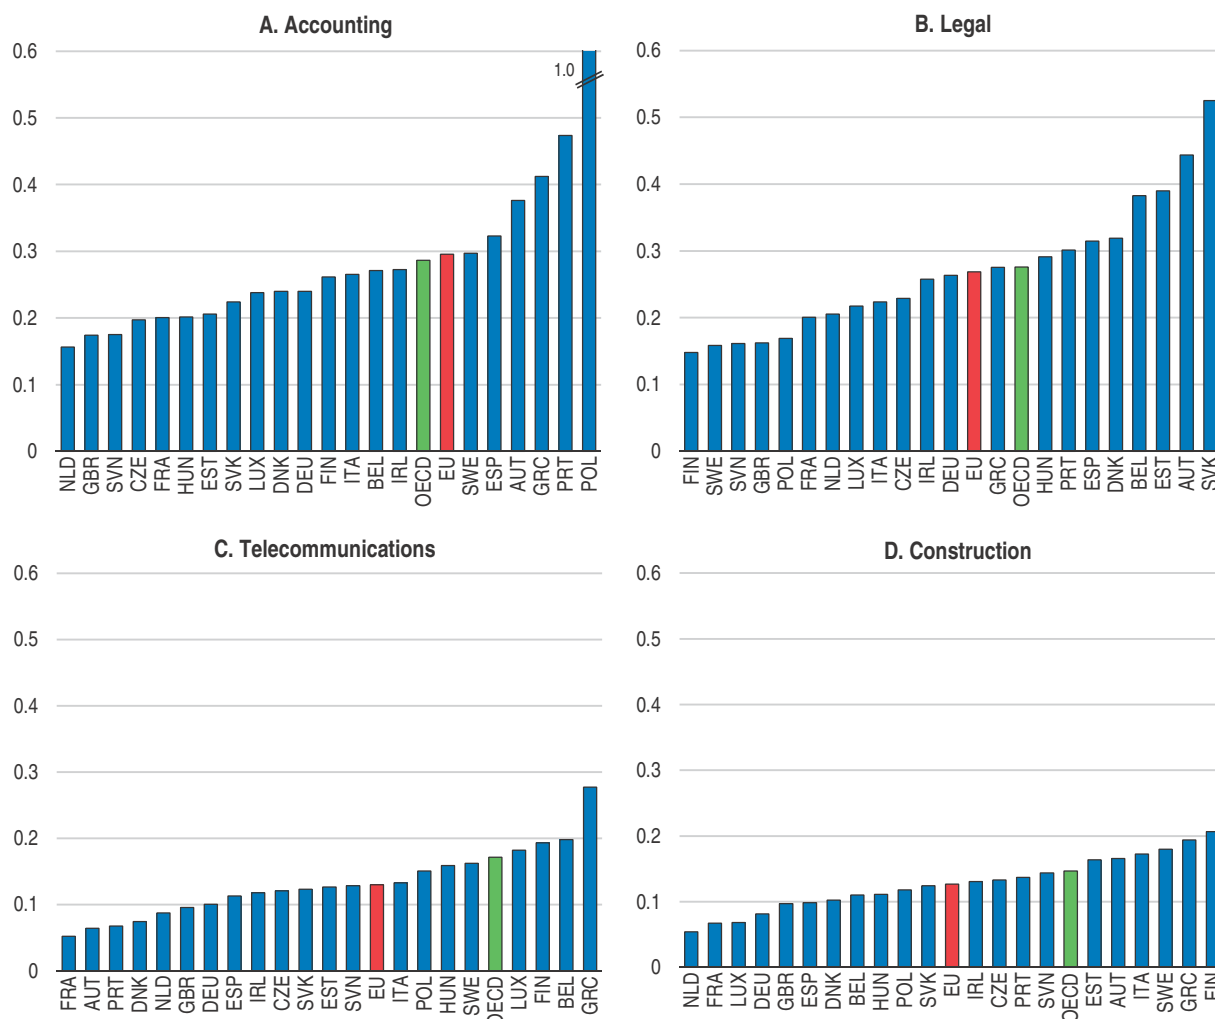 A. Accounting
0.6
0.5
0.4
0.3
0.2
0.1
0
1.0
NLD
GBR
SVN
CZE
FRA
HUN
EST
SVK
LUX
DNK
DEU
FIN
ITA
BEL
IRL
OECD
EU
SWE
ESP
AUT
GRC
PRT
POL
B. Legal
0.6
0.5
0.4
0.3
0.2
0.1
0
FIN
SWE
SVN
GBR
POL
FRA
NLD
LUX
ITA
CZE
IRL
DEU
EU
GRC
OECD
HUN
PRT
ESP
DNK
BEL
EST
AUT
SVK
C. Telecommunications
0.6
0.5
0.4
0.3
0.2
0.1
0
FRA
AUT
PRT
DNK
NLD
GBR
DEU
ESP
IRL
CZE
SVK
EST
SVN
EU
ITA
POL
HUN
SWE
OECD
LUX
FIN
BEL
GRC
D. Construction
0.6
0.5
0.4
0.3
0.2
0.1
0
NLD
FRA
LUX
DEU
GBR
ESP
DNK
BEL
HUN
POL
SVK
EU
IRL
CZE
PRT
SVN
OECD
EST
AUT
ITA
SWE
GRC
FIN